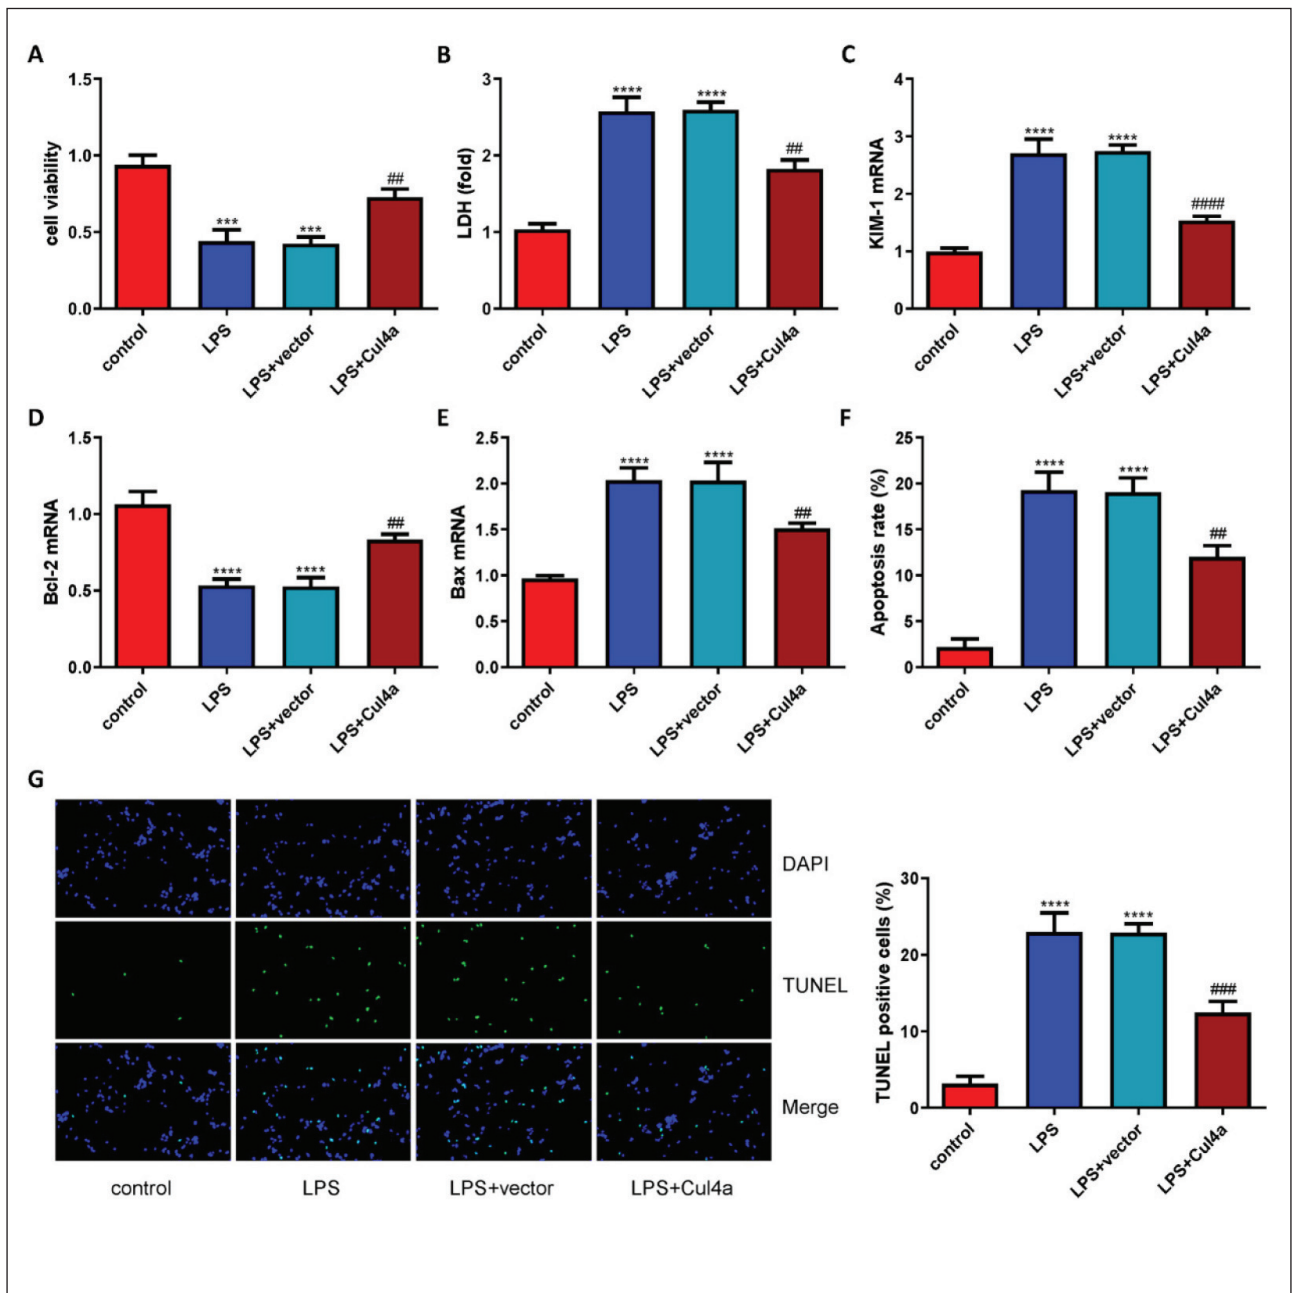 A
cell viability
1.5
1.0
0.5
0.0
***
***
##
control
LPS
LPS+vector
LPS+Cul4a
B
LDH (fold)
3
2
1
0
****
****
##
control
LPS
LPS+vector
LPS+Cul4a
C
KIM-1 mRNA
4
3
2
1
0
****
****
####
control
LPS
LPS+vector
LPS+Cul4a
D
Bcl-2 mRNA
1.5
1.0
0.5
0.0
****
****
##
control
LPS
LPS+vector
LPS+Cul4a
E
Bax mRNA
2.5
2.0
1.5
1.0
0.5
0.0
****
****
##
control
LPS
LPS+vector
LPS+Cul4a
F
Apoptosis rate (%)
25
20
15
10
5
0
****
****
##
control
LPS
LPS+vector
LPS+Cul4a
G
DAPI
TUNEL
Merge
control
LPS
LPS+vector
LPS+Cul4a
TUNEL positive cells (%)
30
20
10
0
****
****
###
control
LPS
LPS+vector
LPS+Cul4a